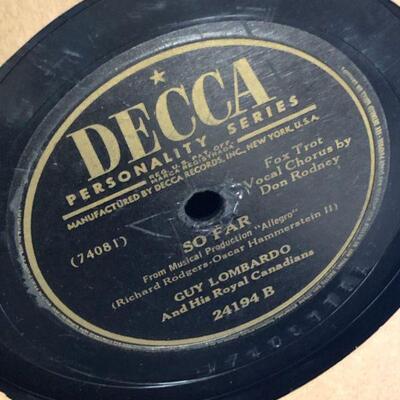 DECCA
PERSONALITY SERIES
REG. U.S. PAT. OFF.
MARCA REGISTRADA
MANUFACTURED BY DECCA RECORDS, INC., NEW YORK, U.S.A.
Fox Trot
Vocal Chorus by
Don Rodney
(74081)
SO FAR
From Musical Production "Allegro"
(Richard Rodgers-Oscar Hammerstein II)
GUY LOMBARDO
And His Royal Canadians
24194 B